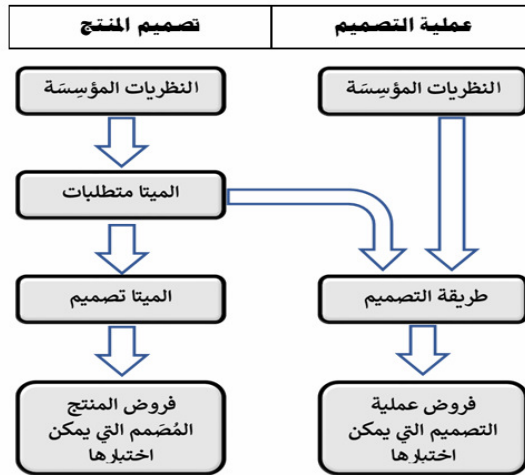 عملية التصميم
تصميم المنتج
النظريات المؤسِسَة
النظريات المؤسِسَة
الميتا متطلبات
طريقة التصميم
الميتا تصميم
فروض عملية
التصميم التي يمكن
اختبارها
فروض المنتج
المُصَمم التي يمكن
اختبارها